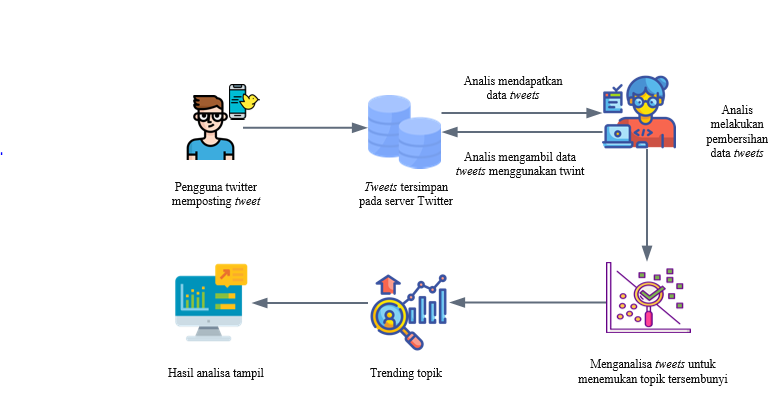 Analis mendapatkan
data tweets
Analis
melakukan
pembersihan
data tweets
Analis mengambil data
tweets menggunakan twint
Pengguna twitter
memposting tweet
Tweets tersimpan
pada server Twitter
Menganalisa tweets untuk
menemukan topik tersembunyi
Trending topik
Hasil analisa tampil